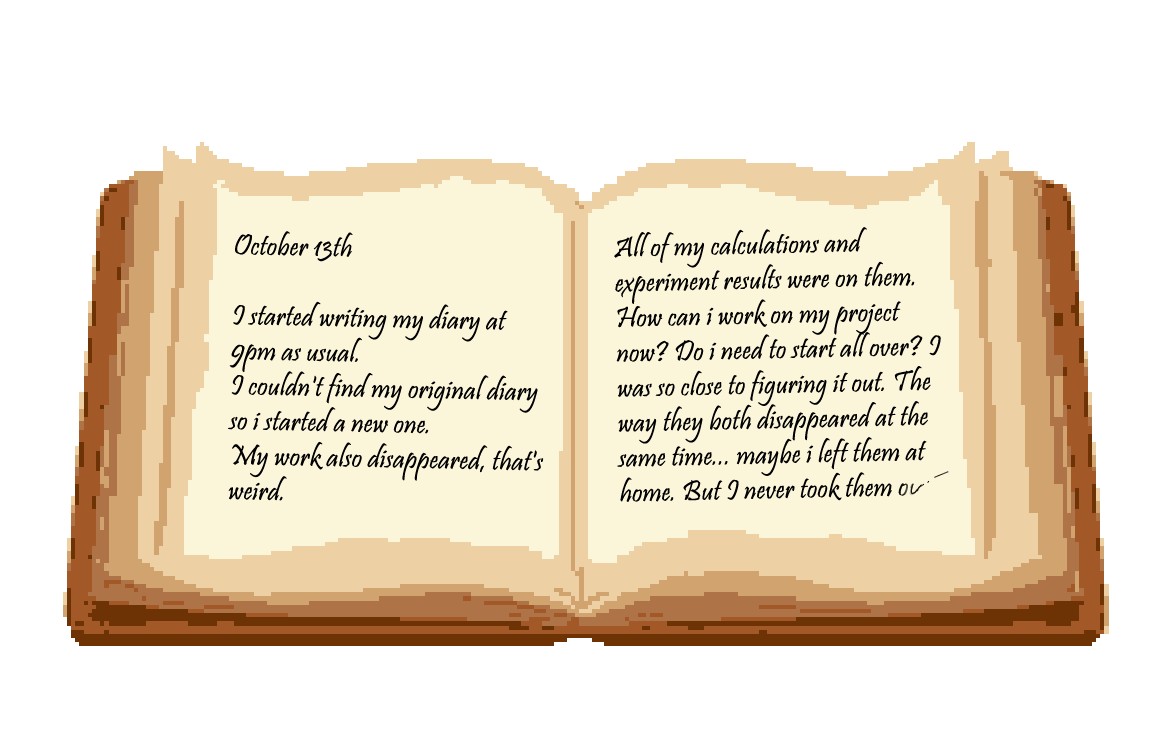 October 13th
I started writing my diary at
9pm as usual.
I couldn't find my original diary
so i started a new one.
My work also disappeared, that's
weird.
All of my calculations and
experiment results were on them.
How can i work on my project
now? Do i need to start all over? I
was so close to figuring it out. The
way they both disappeared at the
same time... maybe i left them at
home. But I never took them